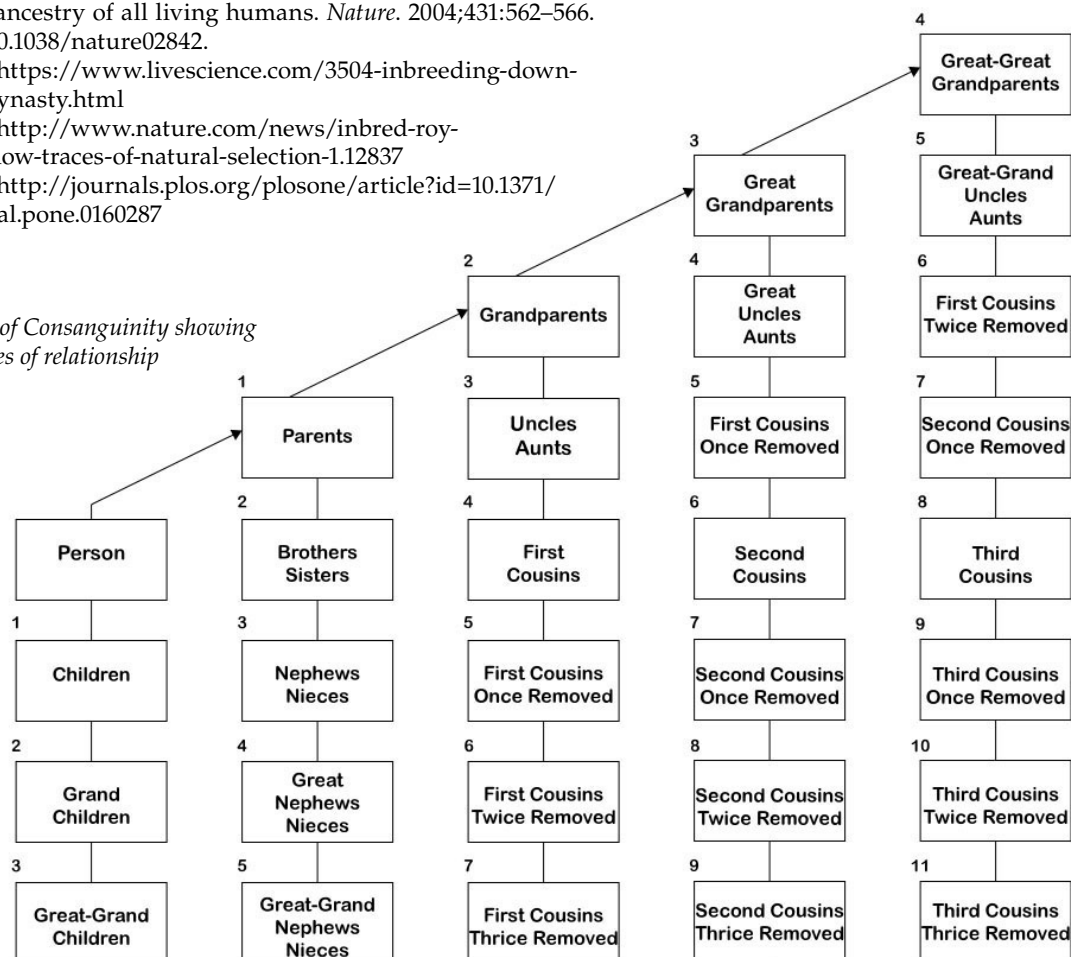 ancestry of all living humans. Nature. 2004;431:562–566.
0.1038/nature02842.
https://www.livescience.com/3504-inbreeding-down-
ynasty.html
http://www.nature.com/news/inbred-roy-
low-traces-of-natural-selection-1.12837
http://journals.plos.org/plosone/article?id=10.1371/
al.pone.0160287
of Consanguinity showing
es of relationship
Person
1
Children
2
Grand
Children
3
Great-Grand
Children
1
Parents
2
Brothers
Sisters
3
Nephews
Nieces
4
Great
Nephews
Nieces
5
Great-Grand
Nephews
Nieces
2
Grandparents
3
Uncles
Aunts
4
First
Cousins
5
First Cousins
Once Removed
6
First Cousins
Twice Removed
7
First Cousins
Thrice Removed
3
Great
Grandparents
4
Great
Uncles
Aunts
5
First Cousins
Once Removed
6
Second
Cousins
7
Second Cousins
Once Removed
8
Second Cousins
Twice Removed
9
Second Cousins
Thrice Removed
4
Great-Great
Grandparents
5
Great-Grand
Uncles
Aunts
6
First Cousins
Twice Removed
7
Second Cousins
Once Removed
8
Third
Cousins
9
Third Cousins
Once Removed
10
Third Cousins
Twice Removed
11
Third Cousins
Thrice Removed